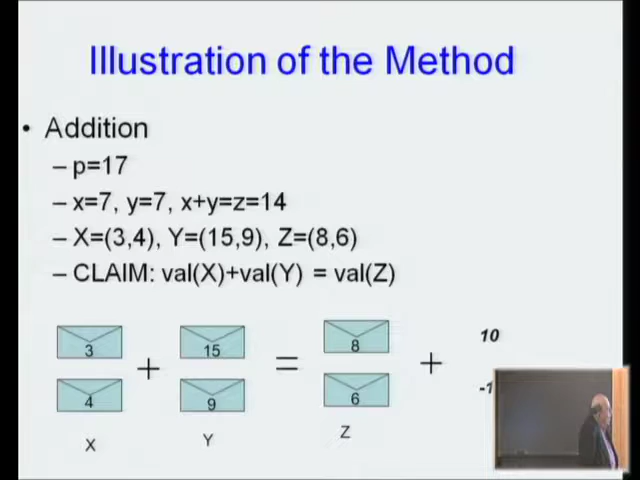 Illustration of the Method
• Addition
– p=17
– x=7, y=7, x+y=z=14
– X=(3,4), Y=(15,9), Z=(8,6)
– CLAIM: val(X)+val(Y) = val(Z)
3 + 15 = 8 + 10
4 9 6 -1
X Y Z